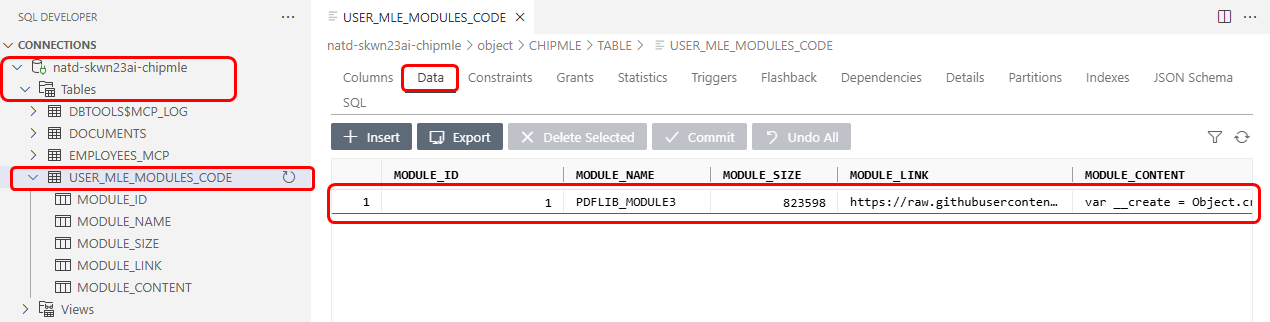 SQL DEVELOPER
CONNECTIONS
natd-skwn23ai-chipmle
Tables
DBTOOLS$MCP_LOG
DOCUMENTS
EMPLOYEES_MCP
USER_MLE_MODULES_CODE
MODULE_ID
MODULE_NAME
MODULE_SIZE
MODULE_LINK
MODULE_CONTENT
Views
USER_MLE_MODULES_CODE
natd-skwn23ai-chipmle > object > CHIPMLE > TABLE > USER_MLE_MODULES_CODE
Columns Data Constraints Grants Statistics Triggers Flashback Dependencies Details Partitions Indexes JSON Schema
SQL
Insert Export Delete Selected Commit Undo All
MODULE_ID MODULE_NAME MODULE_SIZE MODULE_LINK MODULE_CONTENT
1 1 PDFLIB_MODULE3 823598 https://raw.githubuserconten... var __create = Object.cr